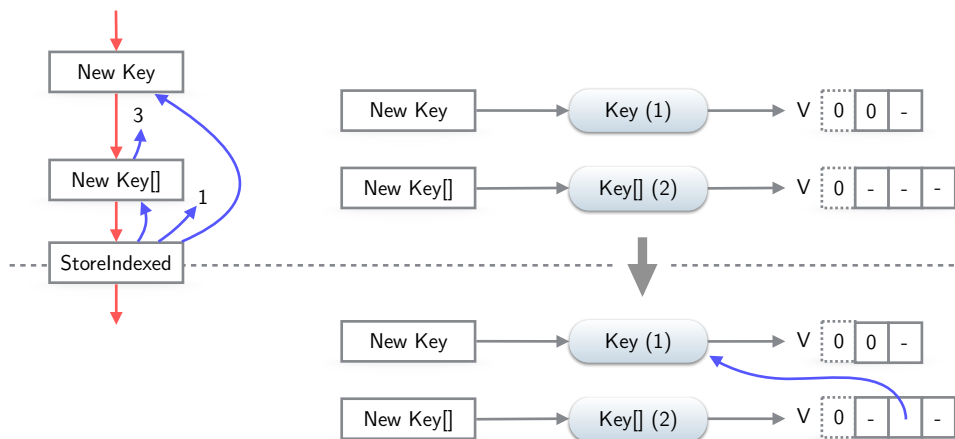 New Key
3
New Key[]
1
StoreIndexed
New Key Key (1) V 0 0 -
New Key[] Key[] (2) V 0 - - -
New Key Key (1) V 0 0 -
New Key[] Key[] (2) V 0 - -